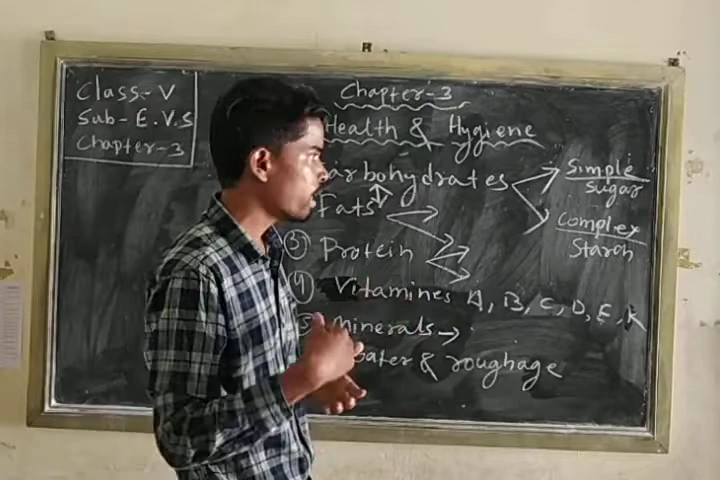 Class- V
Sub- E.V.S
Chapter-3
Chapter-3
Health & Hygiene
arbohydrates
Simple
Sugar
Complex
Starch
Fats
3 Protein
4 Vitamines A, B, C, D, E, K
Minerals
& roughage